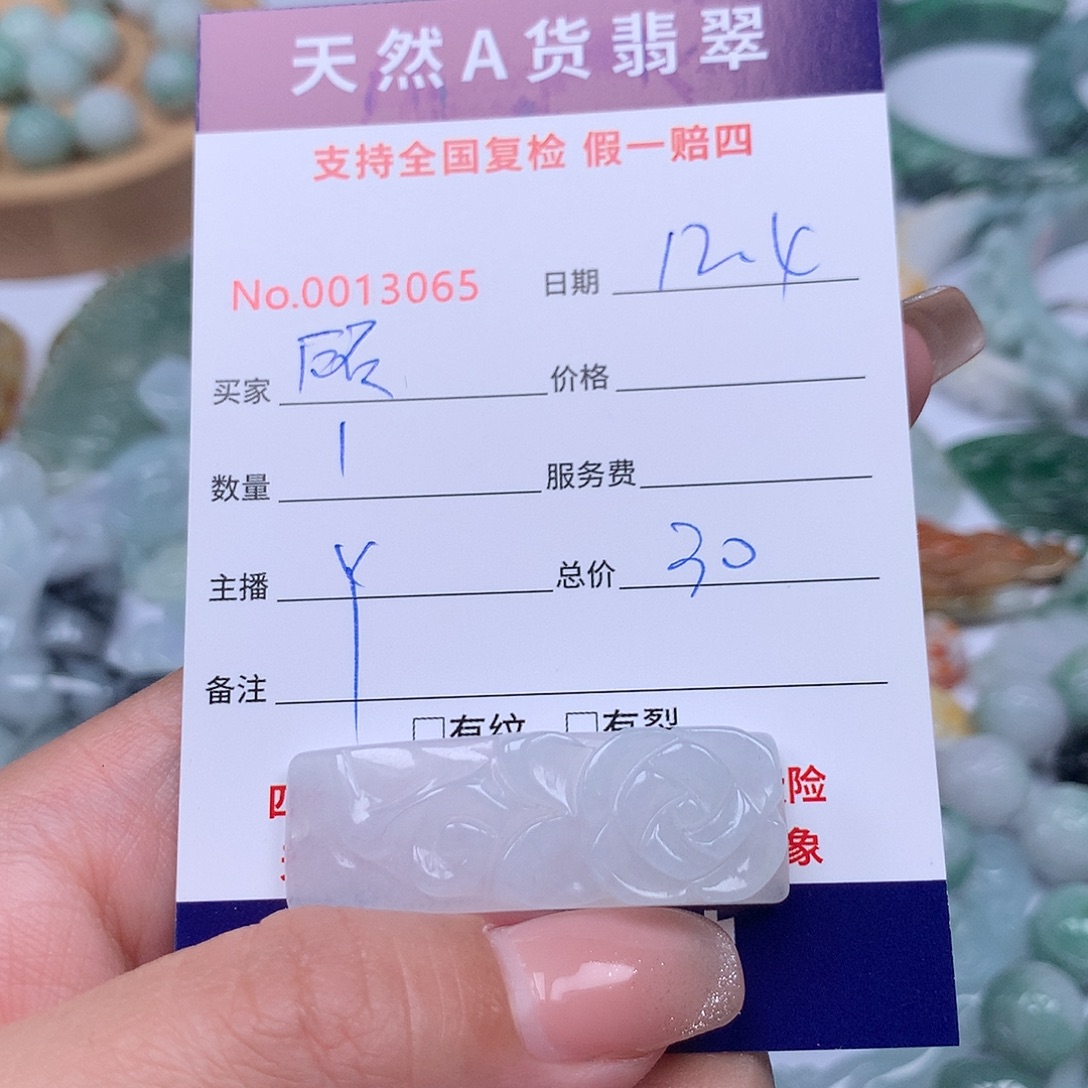 天然A货翡翠
支持全国复检 假一赔四
No.0013065 日期 12.4
买家 价格
数量 1 服务费
主播 Y 总价 30
备注
□有纹 □有裂
险
象